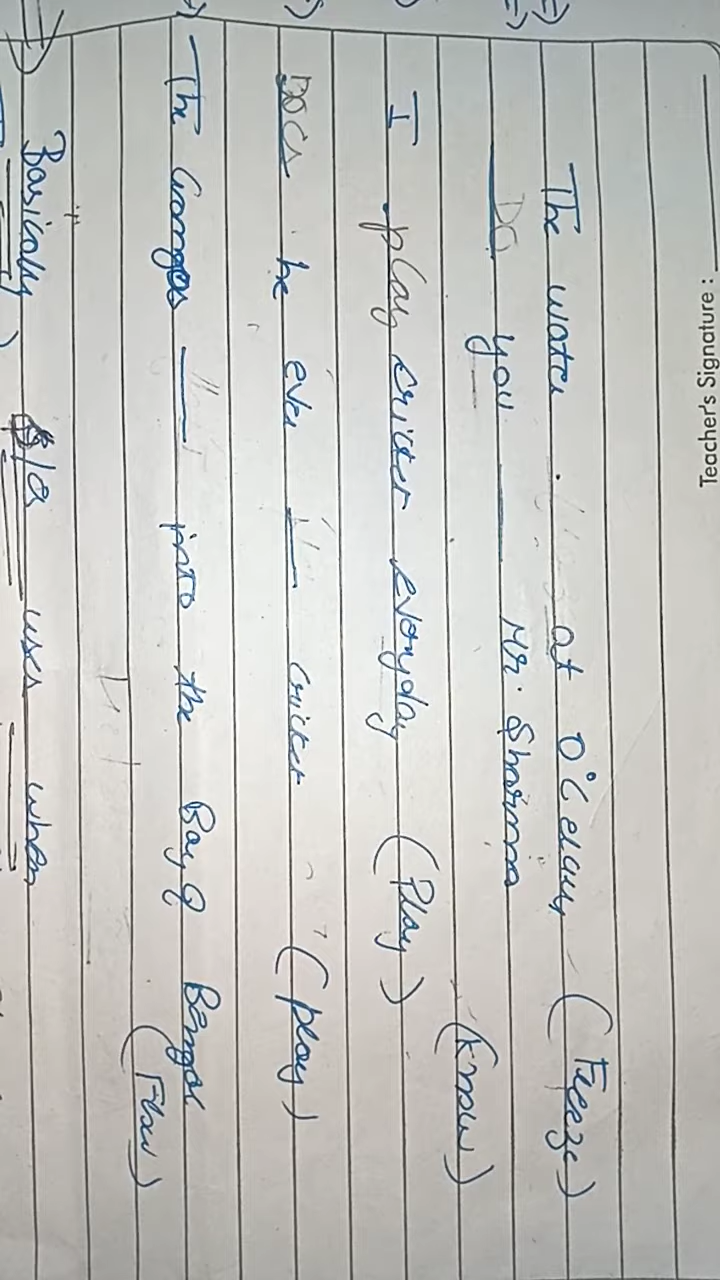 Teacher's Signature :
The water at 0°C (Freeze)
Do you Mr. Sharma
(Know)
I play cricket everyday (Play)
Does he ever cricket (play)
The Ganges into the Bay of Bengal
(Flow)
Basically uses when